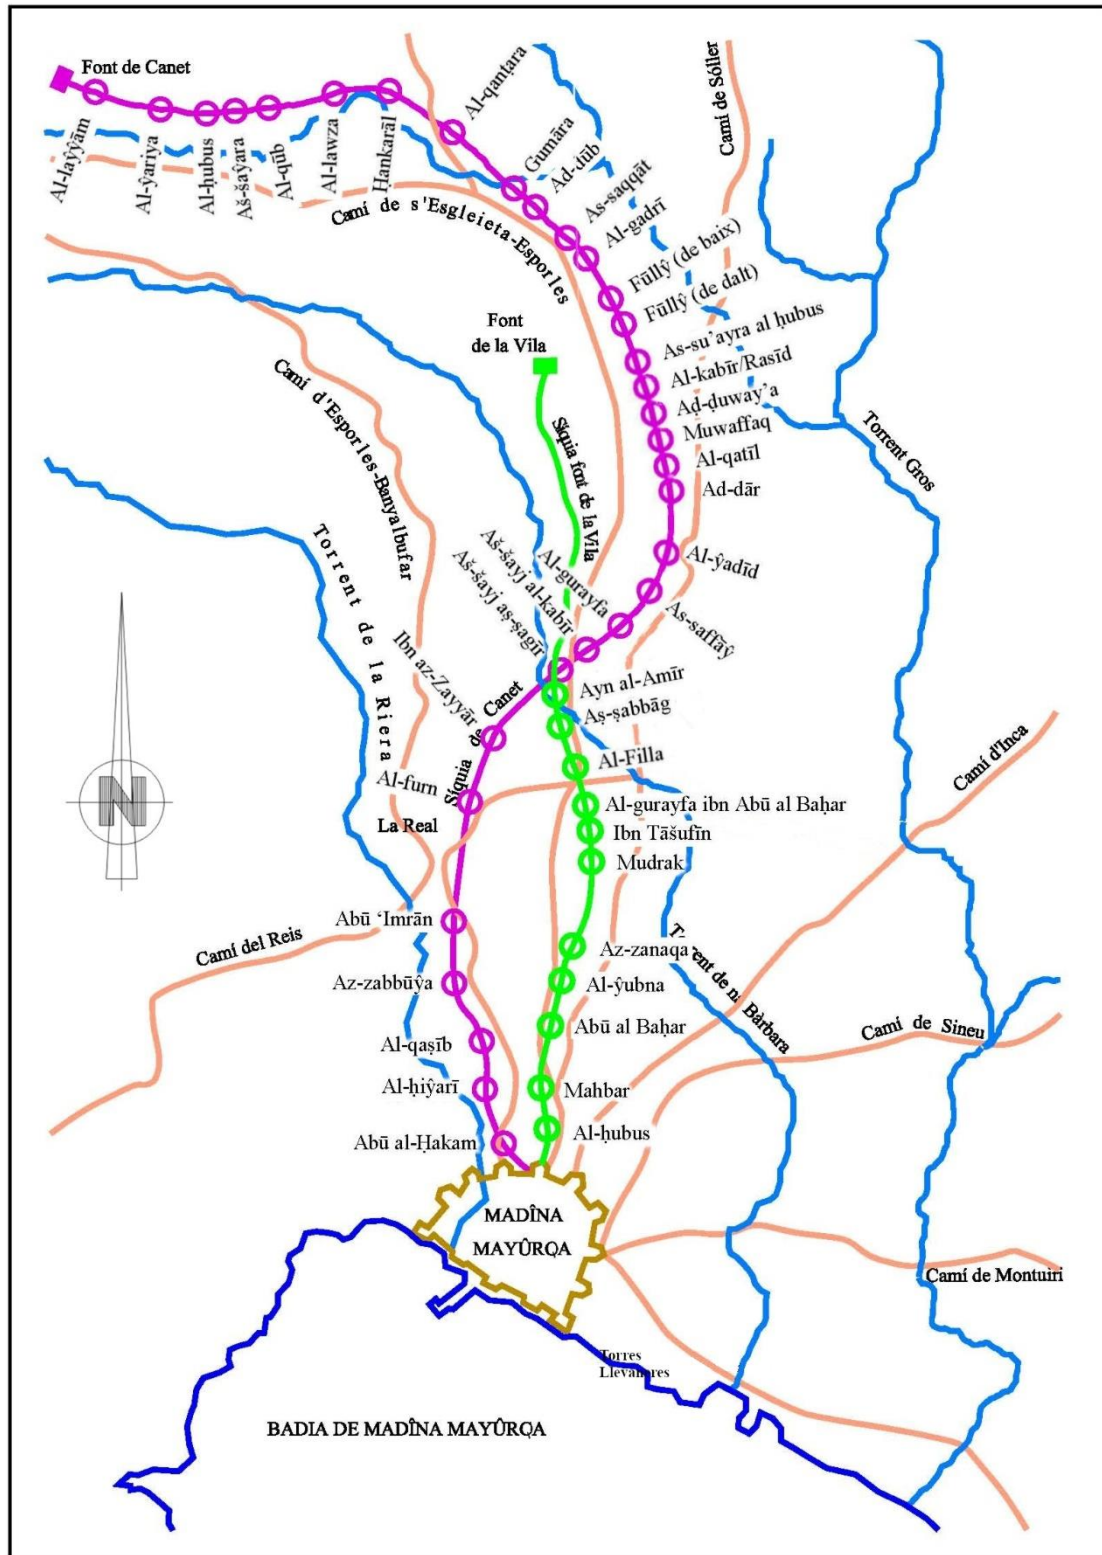 Font de Canet
Al-laŷŷām
Al-ŷariya
Al-ḥubus
Aš-šaŷara
Al-qūb
Al-lawza
Ḥankarāl
Al-qanṭara
Gumāra
Ad-dūb
As-saqqāt
Al-gadrī
Camí de Sóller
Camí de s'Esgleieta-Esporles
Fūllŷ (de baix)
Fūllŷ (de dalt)
As-su’ayra al ḥubus
Al-kabīr/Rasīd
Aḍ-ḍuway’a
Muwaffaq
Al-qatīl
Ad-dār
Font
de la Vila
Síquia font de la Vila
Camí d'Esporles-Banyalbufar
Torrent Gros
Torrent de la Riera
Al-ŷadīd
As-saffāŷ
Al-gurayfa
Aš-šayj al-kabīr
Aš-šayj aṣ-ṣagīr
Ayn al-Amīr
Aṣ-ṣabbāg
Síquia de Canet
Ibn az-Zayyār
Al-furn
La Real
Al-Filla
Al-gurayfa ibn Abū al Baḥar
Ibn Tāšufīn
Mudrak
Camí d'Inca
N
Abū ‘Imrān
Camí del Reis
Az-zanaqa
Torrent de na Bàrbara
Az-zabbūŷa
Al-ŷubna
Abū al Baḥar
Camí de Sineu
Al-qaṣīb
Al-ḥiŷarī
Mahbar
Abū al-Ḥakam
Al-ḥubus
MADÎNA
MAYÛRQA
Camí de Montuiri
Torres
Llevaneres
BADIA DE MADÎNA MAYÛRQA